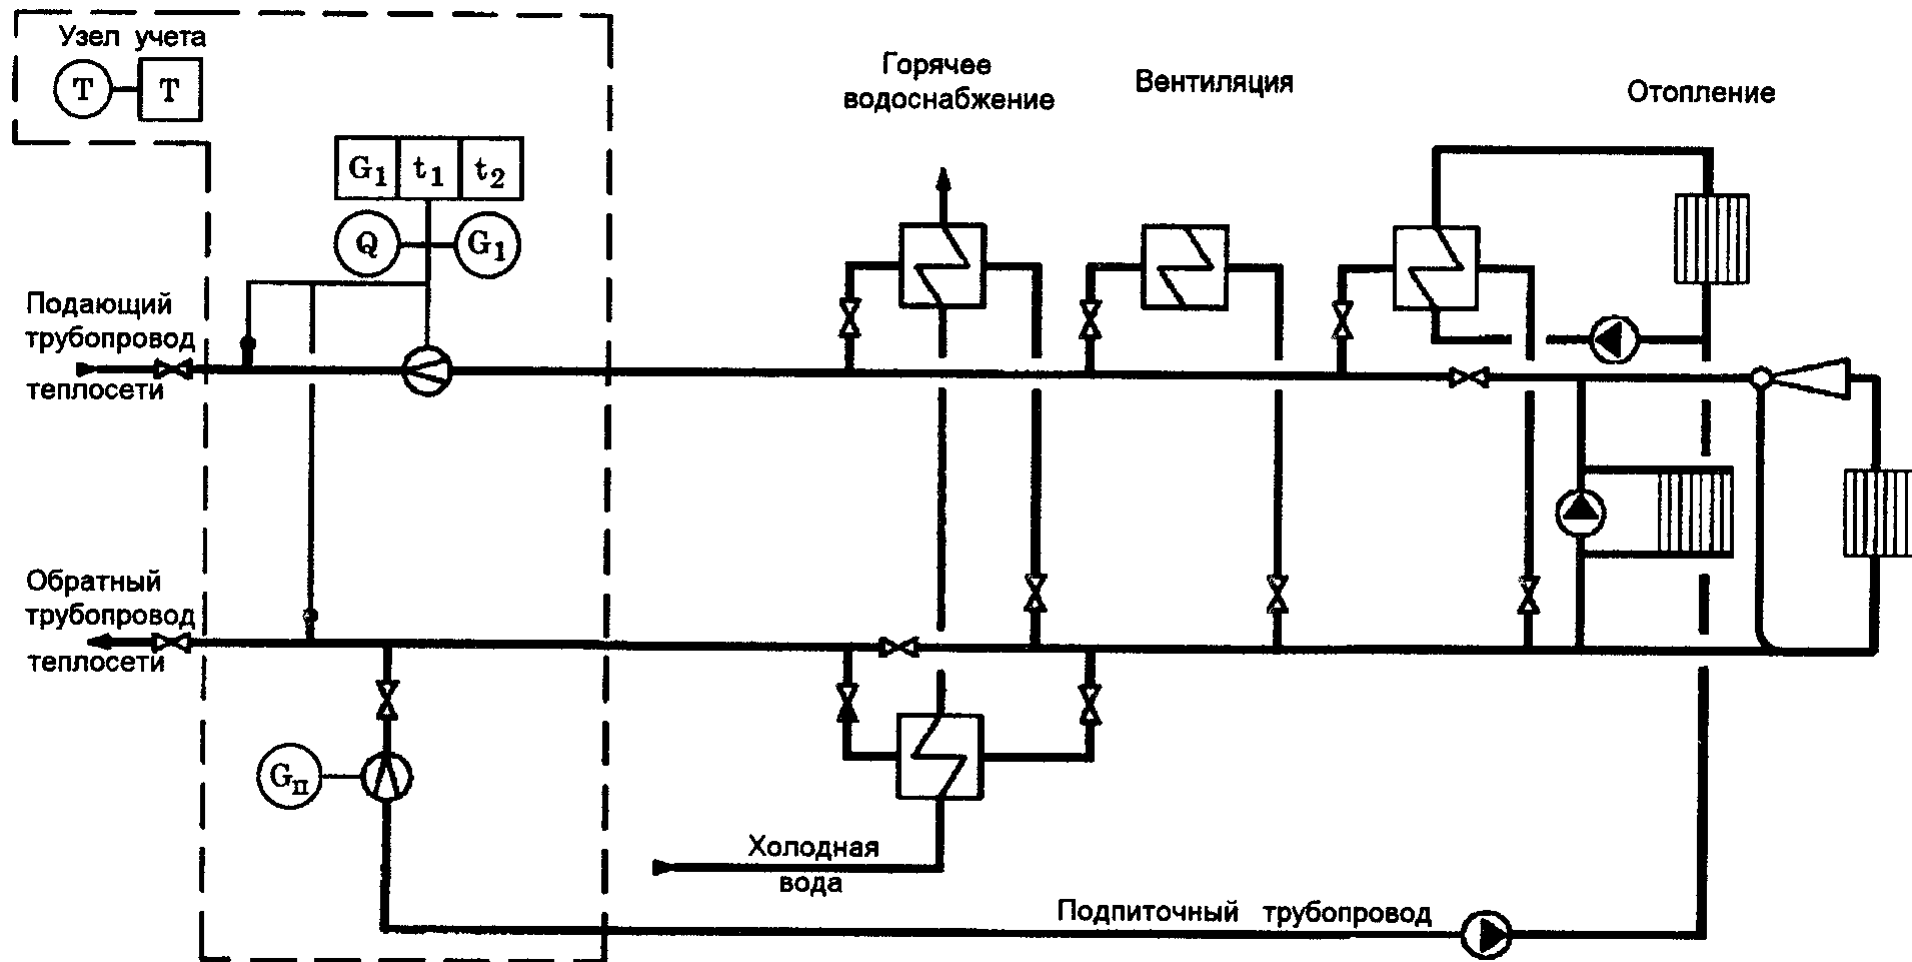 Узел учета
T T
G1 t1 t2
Q G1
Горячее
водоснабжение
Вентиляция
Отопление
Подающий
трубопровод
теплосети
Обратный
трубопровод
теплосети
Gп
Холодная
вода
Подпиточный трубопровод